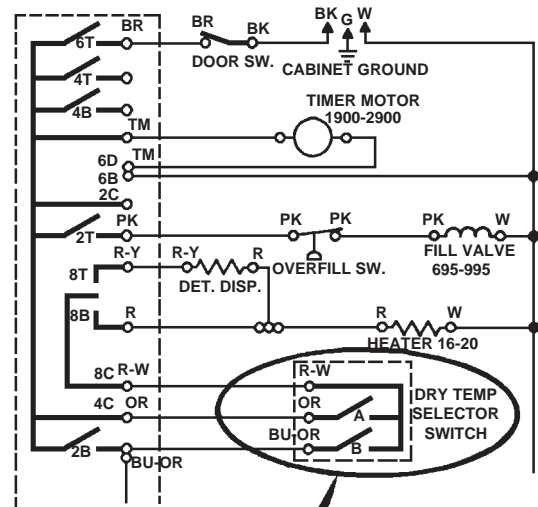 BR
BR
BK
BK
G
W
6T
DOOR SW.
CABINET GROUND
4T
4B
TIMER MOTOR
1900-2900
TM
6D
TM
6B
2C
PK
2T
PK
PK
PK
W
OVERFILL SW.
FILL VALVE
695-995
R-Y
R-Y
R
8T
DET. DISP.
8B
R
R
W
HEATER 16-20
8C
R-W
R-W
4C
OR
OR
A
DRY TEMP
SELECTOR
SWITCH
BU-OR
B
2B
BU-OR